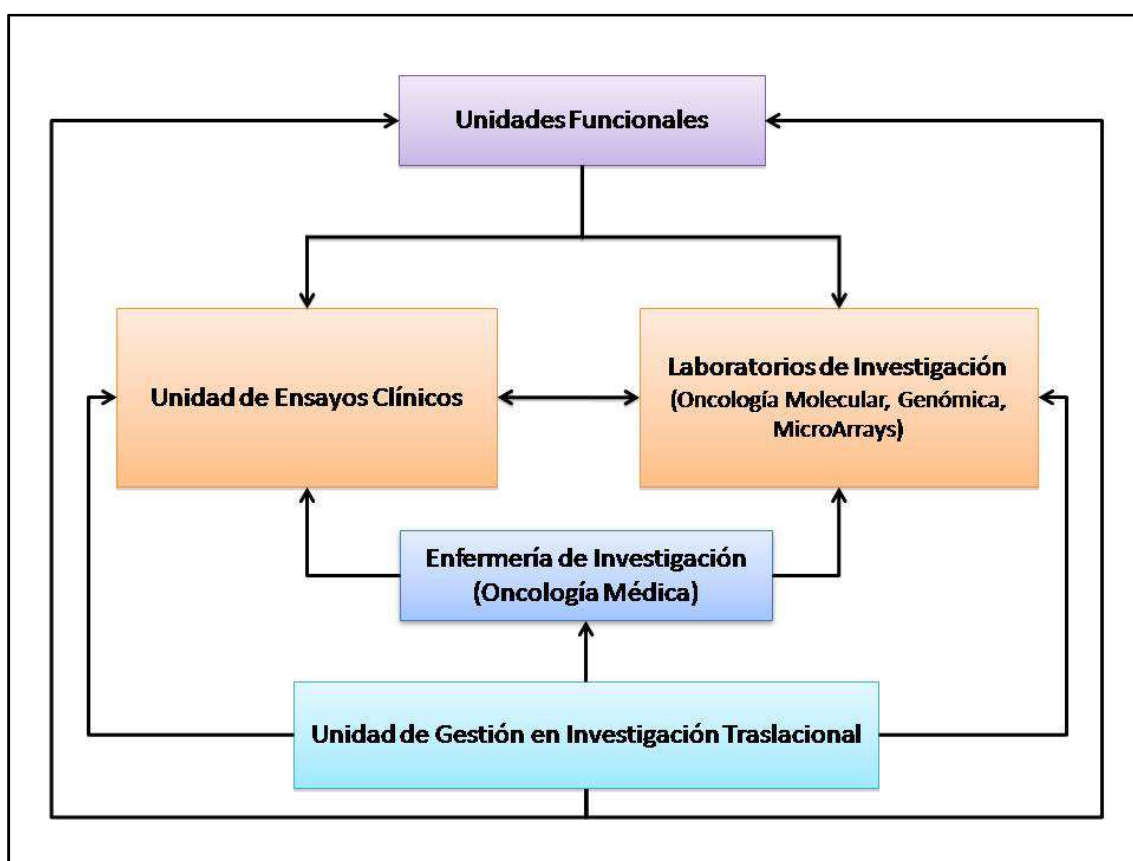 Unidades Funcionales
Unidad de Ensayos Clínicos
Laboratorios de Investigación
(Oncología Molecular, Genómica,
MicroArrays)
Enfermería de Investigación
(Oncología Médica)
Unidad de Gestión en Investigación Traslacional